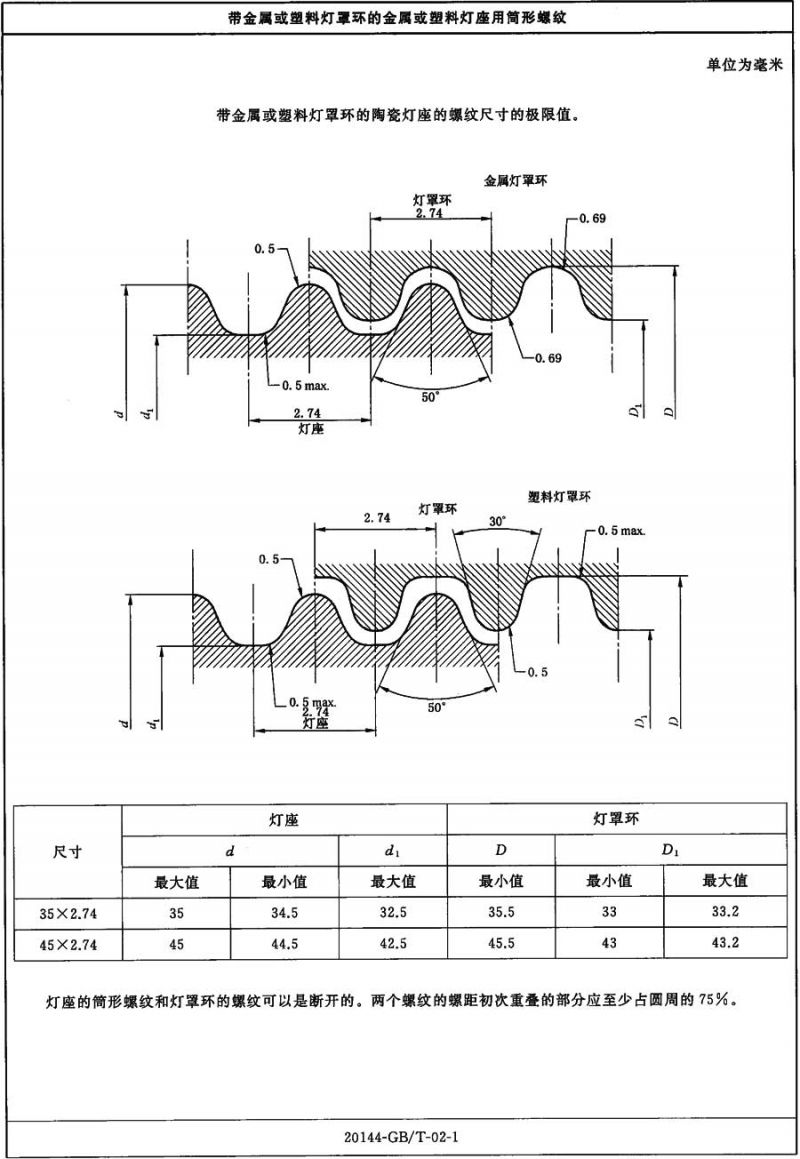 带金属或塑料灯罩环的金属或塑料灯座用筒形螺纹
单位为毫米
带金属或塑料灯罩环的陶瓷灯座的螺纹尺寸的极限值。
金属灯罩环
灯罩环
2.74
0.69
0.5
0.69
0.5 max.
50°
d
d₁
D₁
D
2.74
灯座
塑料灯罩环
灯罩环
2.74
30°
0.5 max.
0.5
0.5
0.5 max.
2.74
灯座
50°
d
d₁
D₁
D
尺寸 灯座 灯罩环
d d₁ D D₁
最大值 最小值 最大值 最小值 最小值 最大值
35×2.74 35 34.5 32.5 35.5 33 33.2
45×2.74 45 44.5 42.5 45.5 43 43.2
灯座的筒形螺纹和灯罩环的螺纹可以是断开的。两个螺纹的螺距初次重叠的部分应至少占圆周的 75%。
20144-GB/T-02-1